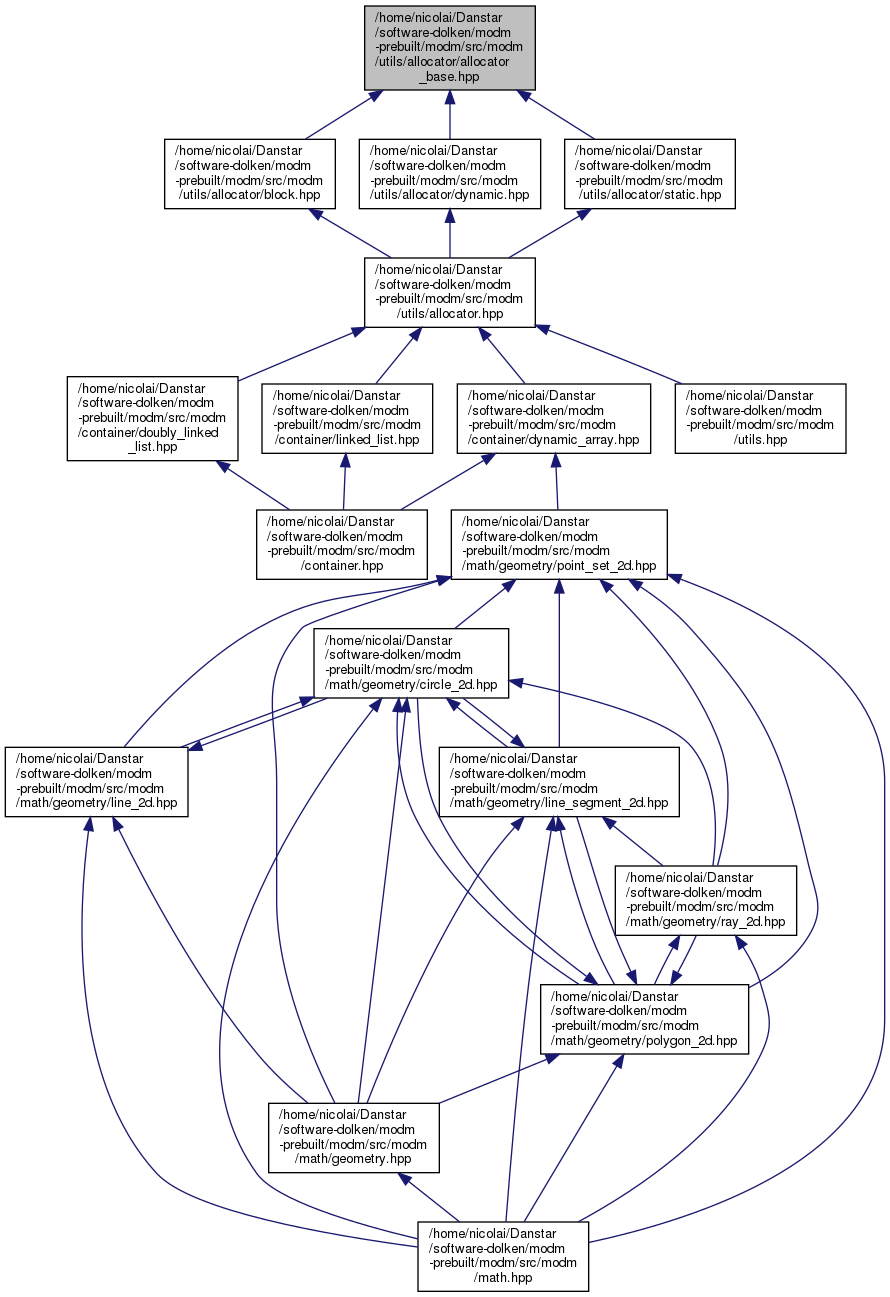 /home/nicolai/Danstar
/software-dolken/modm
-prebuilt/modm/src/modm
/utils/allocator/allocator
_base.hpp
/home/nicolai/Danstar
/software-dolken/modm
-prebuilt/modm/src/modm
/utils/allocator/block.hpp
/home/nicolai/Danstar
/software-dolken/modm
-prebuilt/modm/src/modm
/utils/allocator/dynamic.hpp
/home/nicolai/Danstar
/software-dolken/modm
-prebuilt/modm/src/modm
/utils/allocator/static.hpp
/home/nicolai/Danstar
/software-dolken/modm
-prebuilt/modm/src/modm
/utils/allocator.hpp
/home/nicolai/Danstar
/software-dolken/modm
-prebuilt/modm/src/modm
/container/doubly_linked
_list.hpp
/home/nicolai/Danstar
/software-dolken/modm
-prebuilt/modm/src/modm
/container/linked_list.hpp
/home/nicolai/Danstar
/software-dolken/modm
-prebuilt/modm/src/modm
/container/dynamic_array.hpp
/home/nicolai/Danstar
/software-dolken/modm
-prebuilt/modm/src/modm
/utils.hpp
/home/nicolai/Danstar
/software-dolken/modm
-prebuilt/modm/src/modm
/container.hpp
/home/nicolai/Danstar
/software-dolken/modm
-prebuilt/modm/src/modm
/math/geometry/point_set_2d.hpp
/home/nicolai/Danstar
/software-dolken/modm
-prebuilt/modm/src/modm
/math/geometry/circle_2d.hpp
/home/nicolai/Danstar
/software-dolken/modm
-prebuilt/modm/src/modm
/math/geometry/line_2d.hpp
/home/nicolai/Danstar
/software-dolken/modm
-prebuilt/modm/src/modm
/math/geometry/line_segment_2d.hpp
/home/nicolai/Danstar
/software-dolken/modm
-prebuilt/modm/src/modm
/math/geometry/ray_2d.hpp
/home/nicolai/Danstar
/software-dolken/modm
-prebuilt/modm/src/modm
/math/geometry/polygon_2d.hpp
/home/nicolai/Danstar
/software-dolken/modm
-prebuilt/modm/src/modm
/math/geometry.hpp
/home/nicolai/Danstar
/software-dolken/modm
-prebuilt/modm/src/modm
/math.hpp